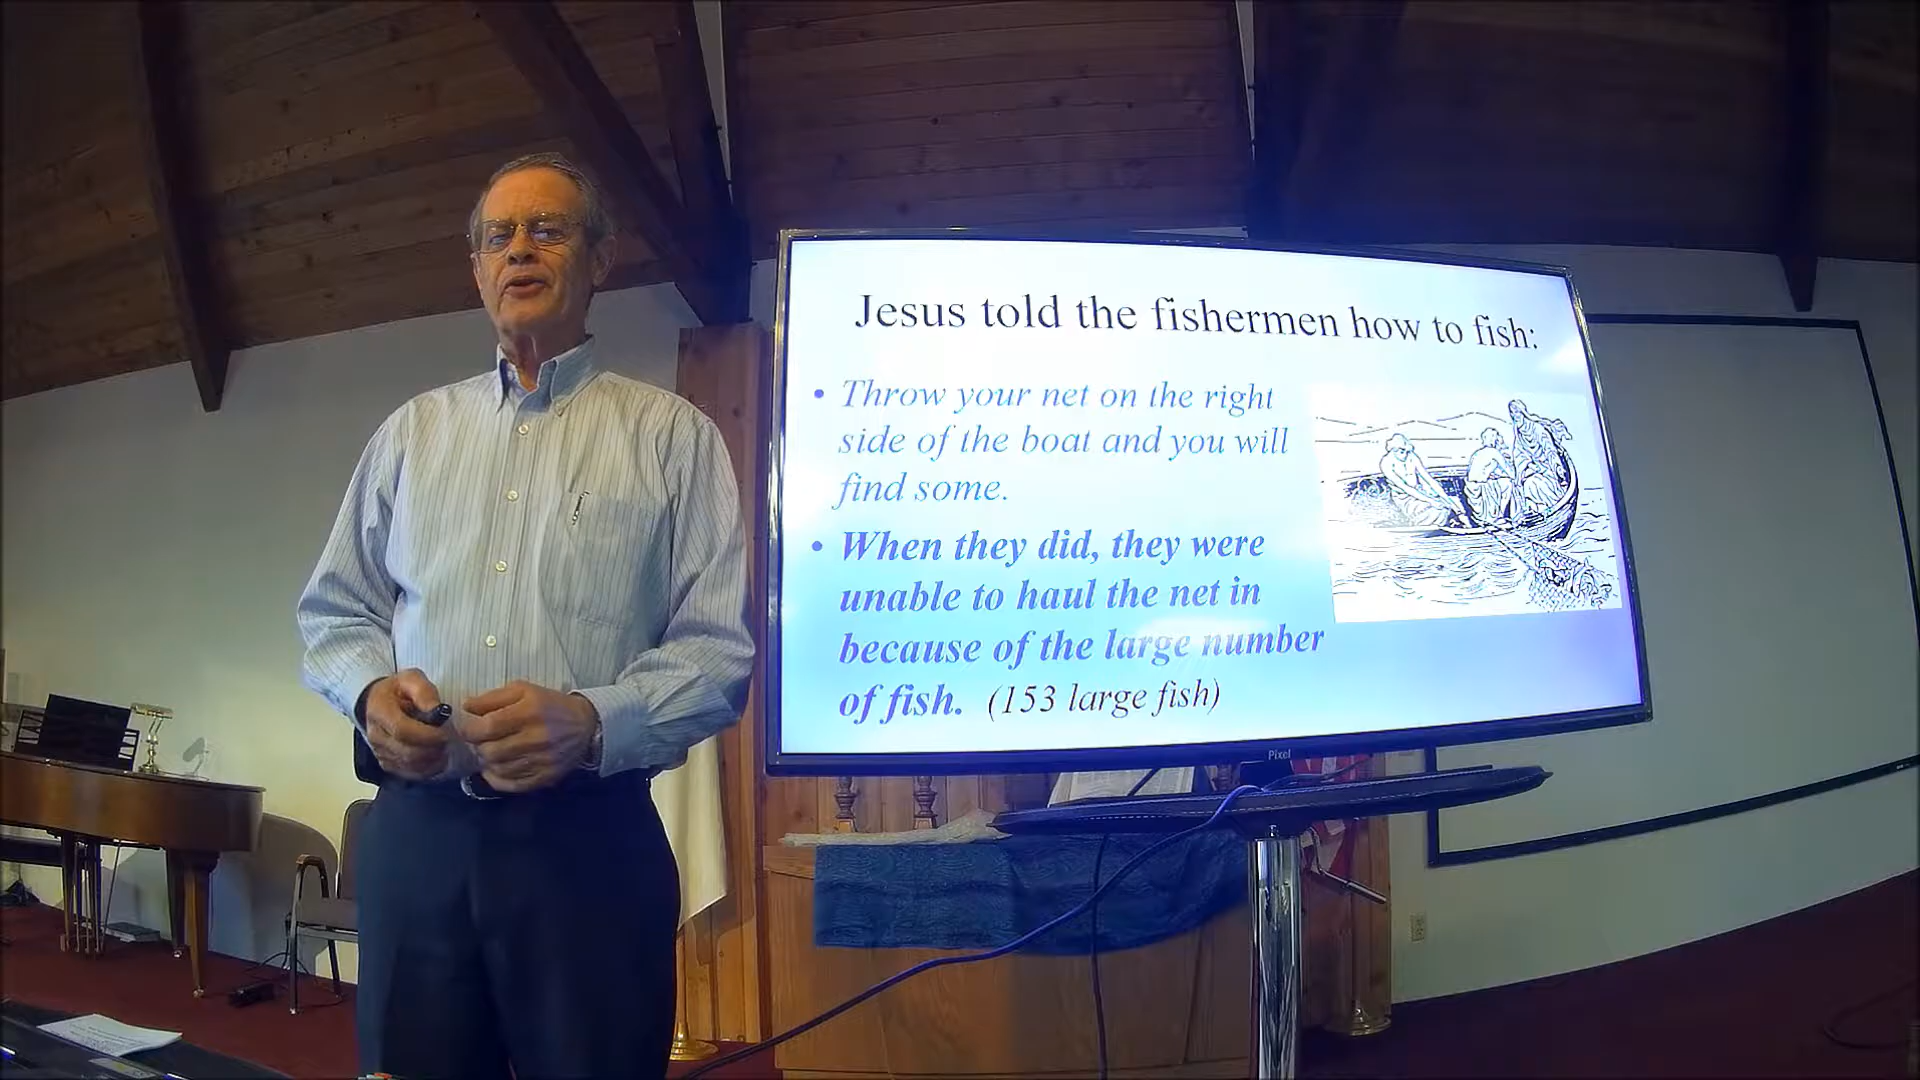 Jesus told the fishermen how to fish:
• Throw your net on the right
side of the boat and you will
find some.
• When they did, they were
unable to haul the net in
because of the large number
of fish. (153 large fish)
Pixel